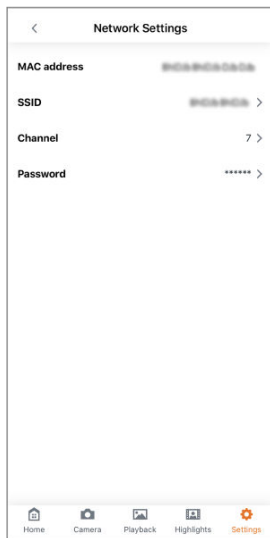 Network Settings
MAC address
SSID
Channel 7
Password ******
Home Camera Playback Highlights Settings